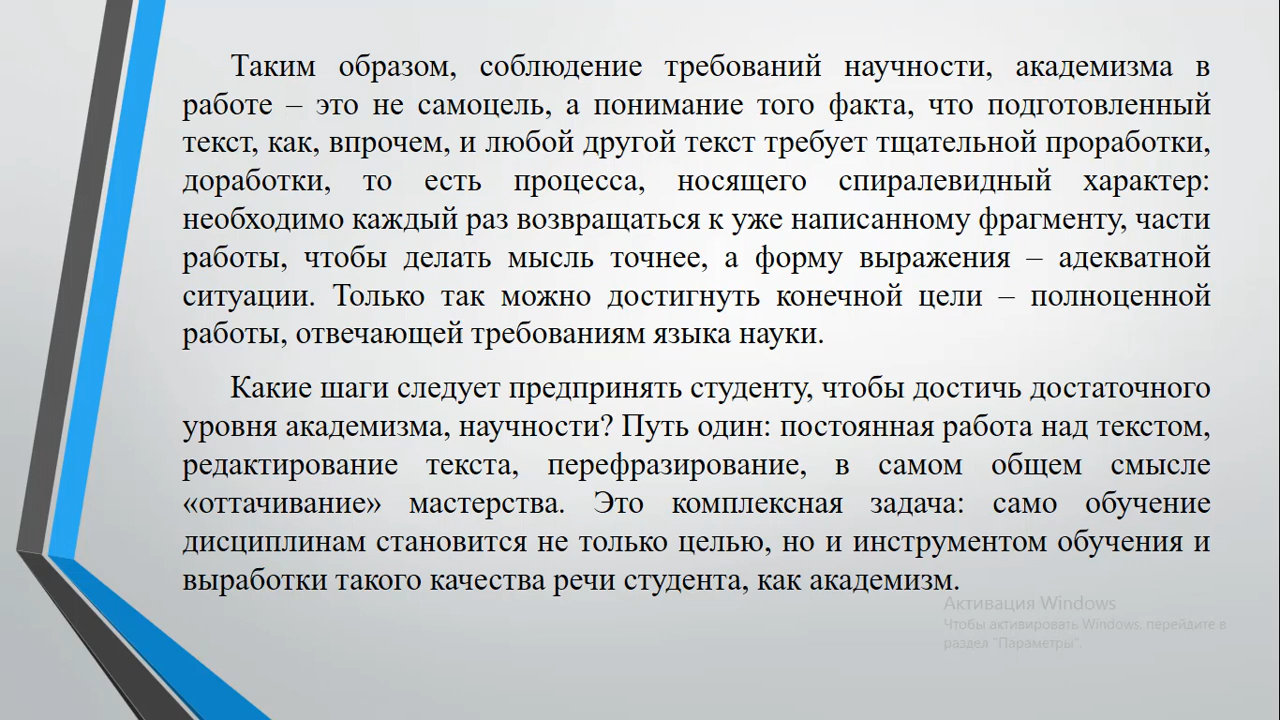 Таким образом, соблюдение требований научности, академизма в
работе – это не самоцель, а понимание того факта, что подготовленный
текст, как, впрочем, и любой другой текст требует тщательной проработки,
доработки, то есть процесса, носящего спиралевидный характер:
необходимо каждый раз возвращаться к уже написанному фрагменту, части
работы, чтобы делать мысль точнее, а форму выражения – адекватной
ситуации. Только так можно достигнуть конечной цели – полноценной
работы, отвечающей требованиям языка науки.
Какие шаги следует предпринять студенту, чтобы достичь достаточного
уровня академизма, научности? Путь один: постоянная работа над текстом,
редактирование текста, перефразирование, в самом общем смысле
«оттачивание» мастерства. Это комплексная задача: само обучение
дисциплинам становится не только целью, но и инструментом обучения и
выработки такого качества речи студента, как академизм.
Активация Windows
Чтобы активировать Windows, перейдите в
раздел "Параметры".